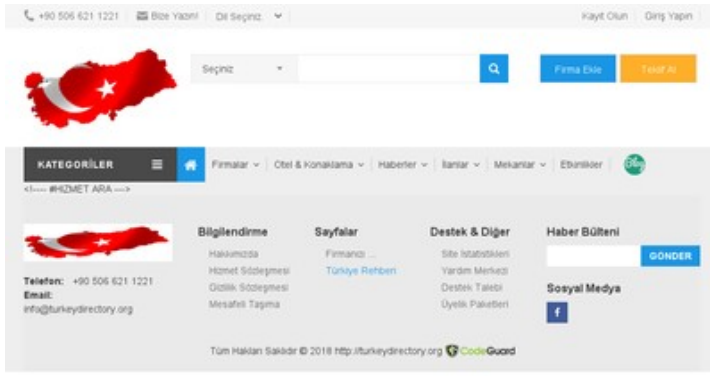 +90 506 621 1221 Bize Yazın! Dil Seçiniz. Kayıt Olun Giriş Yapın
Seçiniz Firma Ekle Teklif Al
KATEGORİLER Firmalar Otel & Konaklama Haberler İlanlar Mekanlar Etkinlikler Blog
<!---- #HIZMET ARA ---->
Bilgilendirme
Hakkımızda
Hizmet Sözleşmesi
Gizlilik Sözleşmesi
Mesafeli Taşıma
Sayfalar
Firmanızı ...
Türkiye Rehberi
Destek & Diğer
Site İstatistikleri
Yardım Merkezi
Destek Talebi
Üyelik Paketleri
Haber Bülteni
GÖNDER
Sosyal Medya
f
Telefon: +90 506 621 1221
Email:
info@turkeydirectory.org
Tüm Hakları Saklıdır © 2018 http://turkeydirectory.org CodeGuard